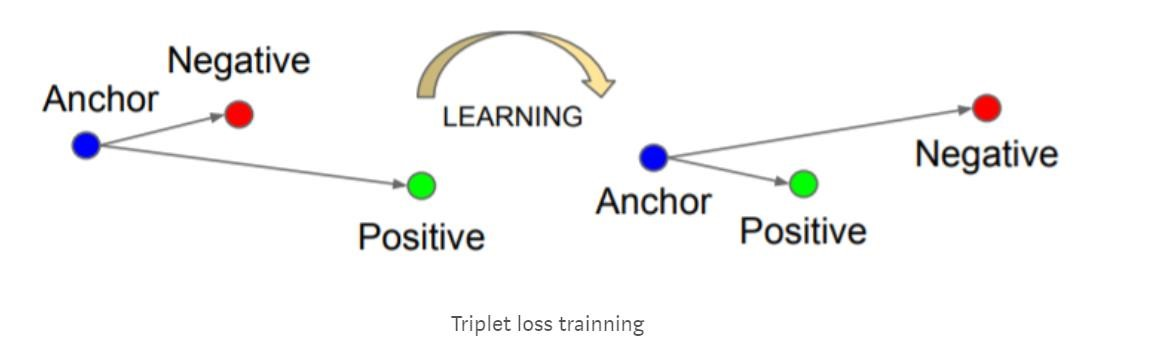 Negative
Anchor
LEARNING
Positive
Negative
Anchor
Positive
Triplet loss trainning